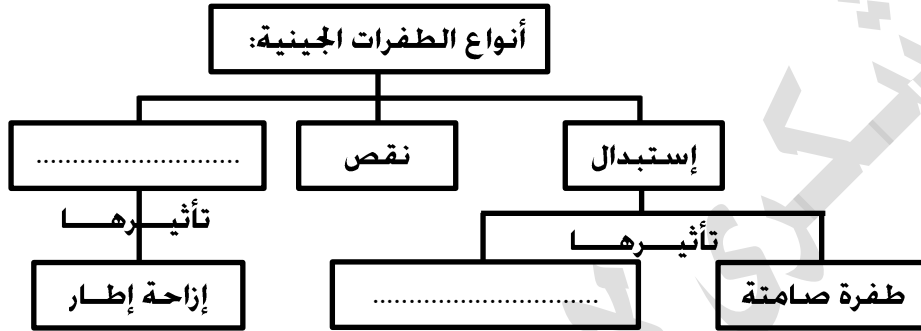 أنواع الطفرات الجينية:
إستبدال
نقص
..........................
تأثيرها
تأثيرها
طفرة صامتة
.............................
إزاحة إطار